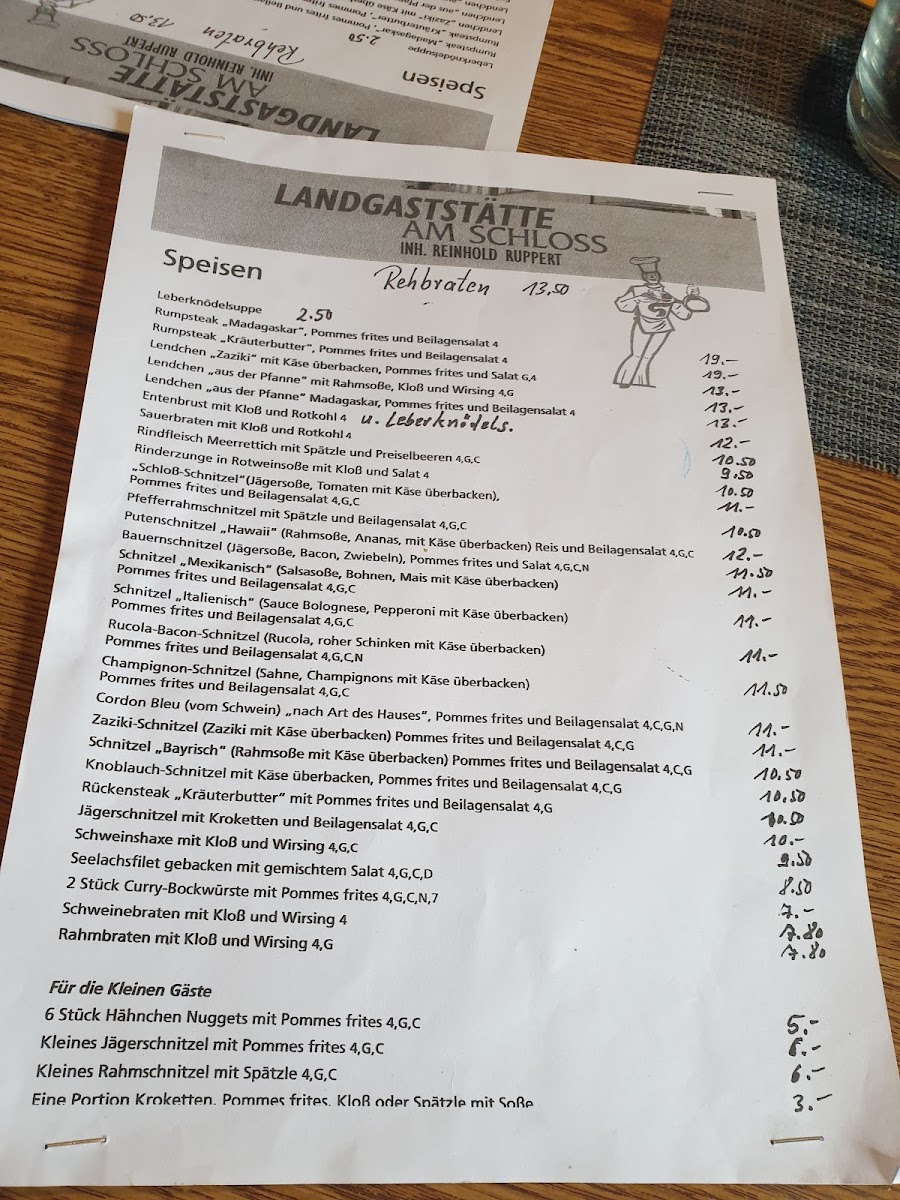 LANDGASTSTÄTTE
AM SCHLOSS
INH. REINHOLD RUPPERT
Speisen
Rehbraten 13,50
Leberknödelsuppe 2.50
Rumpsteak „Madagaskar“,
Rumpsteak „Kräuterbutter“,
LANDGASTSTÄTTE
AM SCHLOSS
INH. REINHOLD RUPPERT
Speisen Rehbraten 13,50
Leberknödelsuppe 2.50
Rumpsteak „Madagaskar“, Pommes frites und Beilagensalat 4 19.-
Rumpsteak „Kräuterbutter“, Pommes frites und Beilagensalat 4 19.-
Lendchen „Zaziki“ mit Käse überbacken, Pommes frites und Salat G,4 13.-
Lendchen „aus der Pfanne“ mit Rahmsoße, Kloß und Wirsing 4,G 13.-
Lendchen „aus der Pfanne“ Madagaskar, Pommes frites und Beilagensalat 4 13.-
Entenbrust mit Kloß und Rotkohl 4 u. Leberknödels. 12.-
Sauerbraten mit Kloß und Rotkohl 4 10.50
Rindfleisch Meerrettich mit Spätzle und Preiselbeeren 4,G,C 9.50
Rinderzunge in Rotweinsoße mit Kloß und Salat 4 10.50
„Schloß-Schnitzel“(Jägersoße, Tomaten mit Käse überbacken),
Pommes frites und Beilagensalat 4,G,C 11.-
Pfefferrahmschnitzel mit Spätzle und Beilagensalat 4,G,C 10.50
Putenschnitzel „Hawaii“ (Rahmsoße, Ananas, mit Käse überbacken) Reis und Beilagensalat 4,G,C 12.-
Bauernschnitzel (Jägersoße, Bacon, Zwiebeln), Pommes frites und Salat 4,G,C,N 11.50
Schnitzel „Mexikanisch“ (Salsasoße, Bohnen, Mais mit Käse überbacken)
Pommes frites und Beilagensalat 4,G,C 11.-
Schnitzel „Italienisch“ (Sauce Bolognese, Pepperoni mit Käse überbacken)
Pommes frites und Beilagensalat 4,G,C 11.-
Rucola-Bacon-Schnitzel (Rucola, roher Schinken mit Käse überbacken)
Pommes frites und Beilagensalat 4,G,C,N 11.-
Champignon-Schnitzel (Sahne, Champignons mit Käse überbacken)
Pommes frites und Beilagensalat 4,G,C 11.50
Cordon Bleu (vom Schwein) „nach Art des Hauses“, Pommes frites und Beilagensalat 4,C,G,N 11.-
Zaziki-Schnitzel (Zaziki mit Käse überbacken) Pommes frites und Beilagensalat 4,C,G 11.-
Schnitzel „Bayrisch“ (Rahmsoße mit Käse überbacken) Pommes frites und Beilagensalat 4,C,G 10.50
Knoblauch-Schnitzel mit Käse überbacken, Pommes frites und Beilagensalat 4,C,G 10.50
Rückensteak „Kräuterbutter“ mit Pommes frites und Beilagensalat 4,G 10.50
Jägerschnitzel mit Kroketten und Beilagensalat 4,G,C 10.-
Schweinshaxe mit Kloß und Wirsing 4,G,C 9.50
Seelachsfilet gebacken mit gemischtem Salat 4,G,C,D 8.50
2 Stück Curry-Bockwürste mit Pommes frites 4,G,C,N,7 7.-
Schweinebraten mit Kloß und Wirsing 4 7.80
Rahmbraten mit Kloß und Wirsing 4,G 7.80
Für die Kleinen Gäste
6 Stück Hähnchen Nuggets mit Pommes frites 4,G,C 5.-
Kleines Jägerschnitzel mit Pommes frites 4,G,C 6.-
Kleines Rahmschnitzel mit Spätzle 4,G,C 6.-
Eine Portion Kroketten, Pommes frites, Kloß oder Spätzle mit Soße 3.-